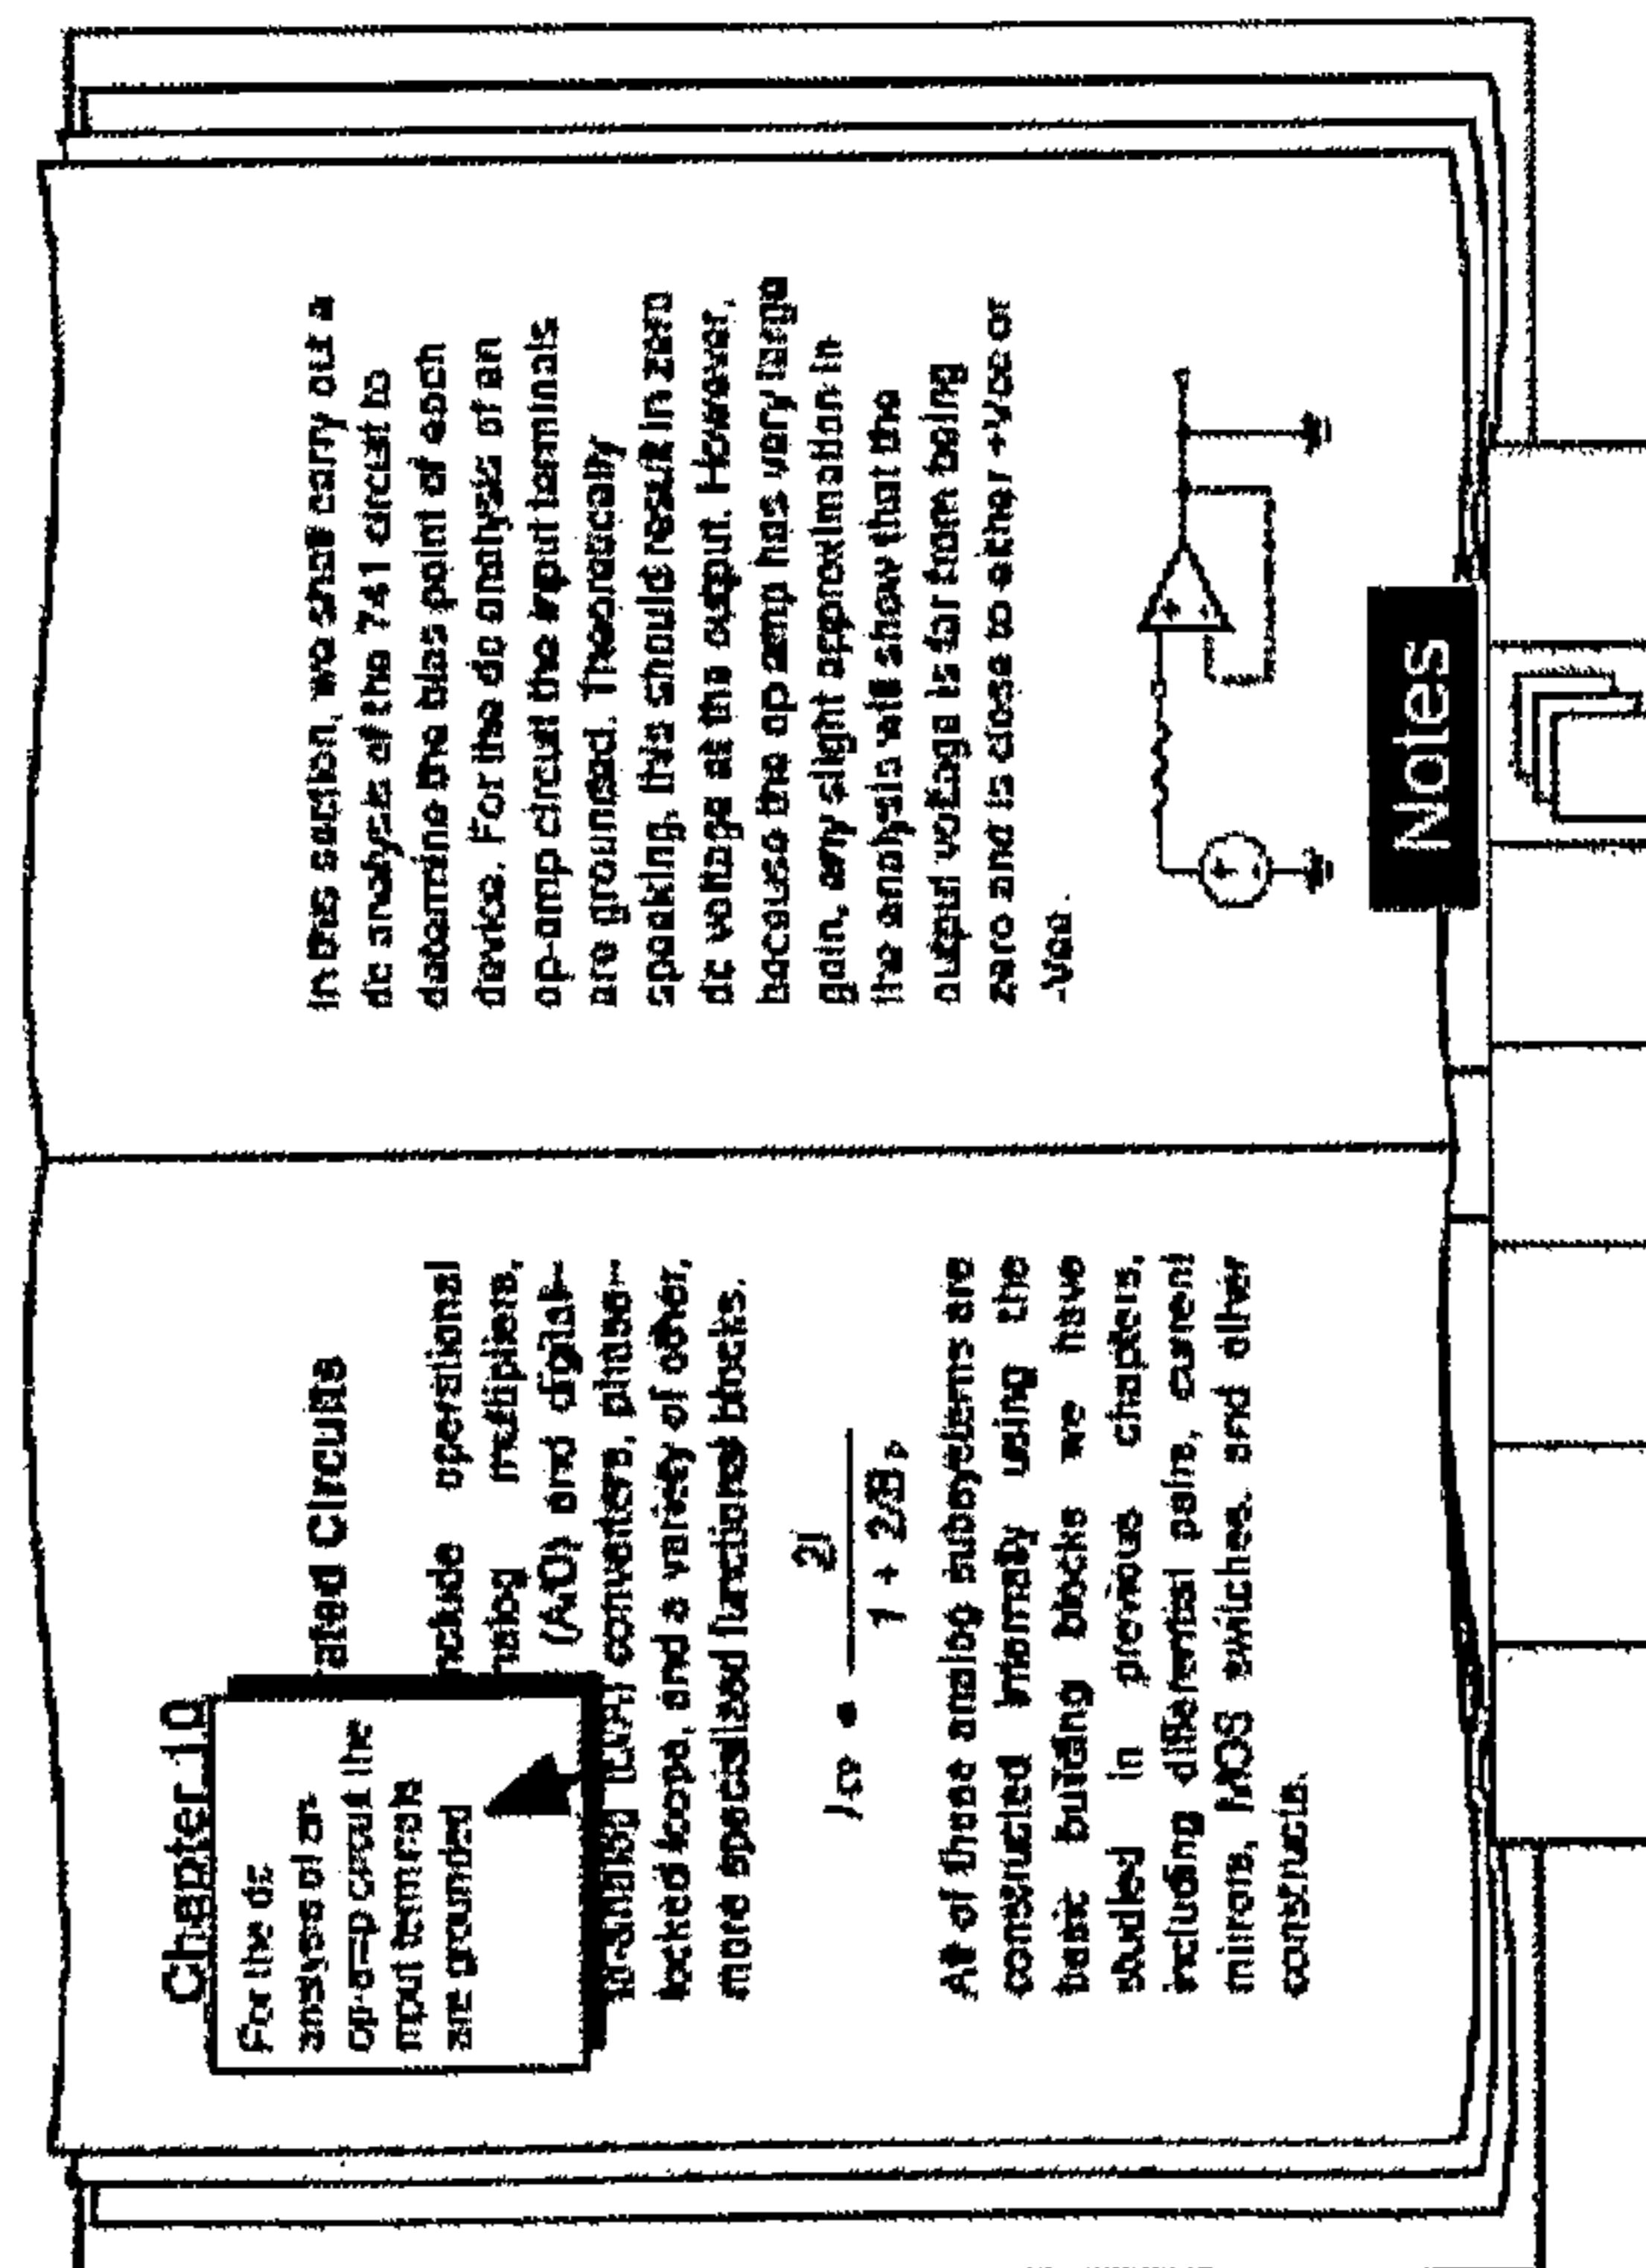 Chapter 10
ated Circuits
nclude operational
nalog multipliers,
(A/D) and digital-
to-analog (D/A) converters, phase-
locked loops, and a variety of other,
more specialized functional blocks.
2I
1 + 2/β,
All of these analog subsystems are
constructed internally using the
basic building blocks we have
studied in previous chapters,
including differential pairs, current
mirrors, MOS switches, and other
constructs.
For the dc
analysis of an
op-amp circuit the
input terminals
are grounded
In this section, we shall carry out a
dc analysis of the 741 circuit to
determine the bias point of each
device. For the dc analysis of an
op-amp circuit the input terminals
are grounded. Theoretically
speaking, this should result in zero
dc voltage at the output. However,
because the op amp has very large
gain, any slight approximation in
the analysis will show that the
output voltage is far from being
zero and is close to either +Vcc or
-Vee.
Notes